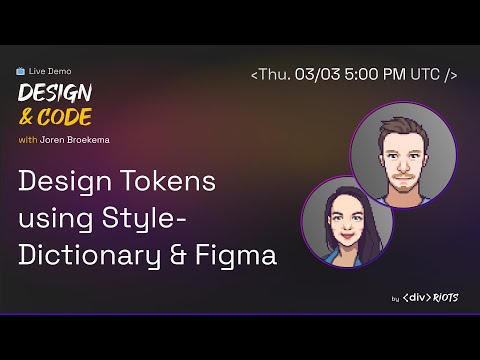 Live Demo
<Thu. 03/03 5:00 PM UTC />
DESIGN
& CODE
with Joren Broekema
Design Tokens
using Style-
Dictionary & Figma
by <div> RIOTS